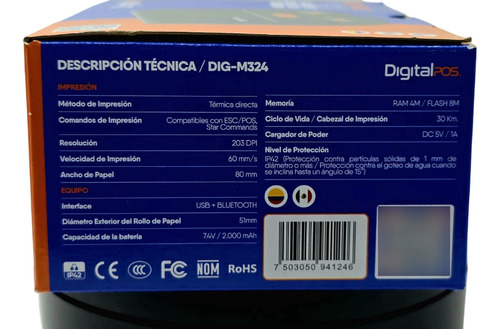 DESCRIPCIÓN TÉCNICA / DIG-M324
DigitalPOS.
IMPRESIÓN
Método de Impresión Térmica directa
Comandos de Impresión Compatibles con ESC/POS,
Star Commands
Resolución 203 DPI
Velocidad de Impresión 60 mm/s
Ancho de Papel 80 mm
EQUIPO
Interface USB + BLUETOOTH
Diámetro Exterior del Rollo de Papel 51mm
Capacidad de la batería 7.4V / 2,000 mAh
Memoria RAM 4M / FLASH 8M
Ciclo de Vida / Cabezal de Impresión 30 Km.
Cargador de Poder DC 5V / 1A
Nivel de Protección
IP42 (Protección contra partículas sólidas de 1 mm de
diámetro o más / Protección contra el goteo de agua cuando
se inclina hasta un ángulo de 15°)
7 503050 941246
IP42 CE CCC FC NOM RoHS